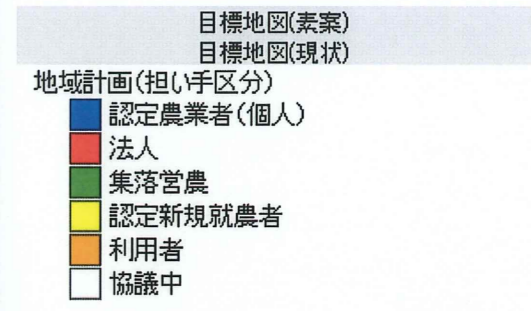 目標地図(素案)
目標地図(現状)
地域計画(担い手区分)
認定農業者(個人)
法人
集落営農
認定新規就農者
利用者
協議中